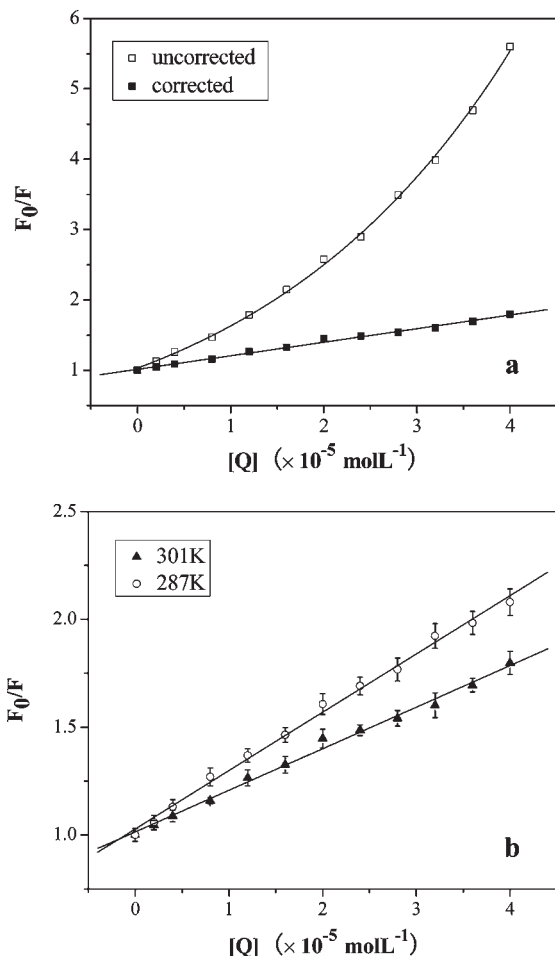 6
5
4
3
2
1
F0/F
□ uncorrected
■ corrected
a
0 1 2 3 4
[Q] (× 10^-5 molL^-1)
2.5
2.0
1.5
1.0
F0/F
▲ 301K
○ 287K
b
0 1 2 3 4
[Q] (× 10^-5 molL^-1)